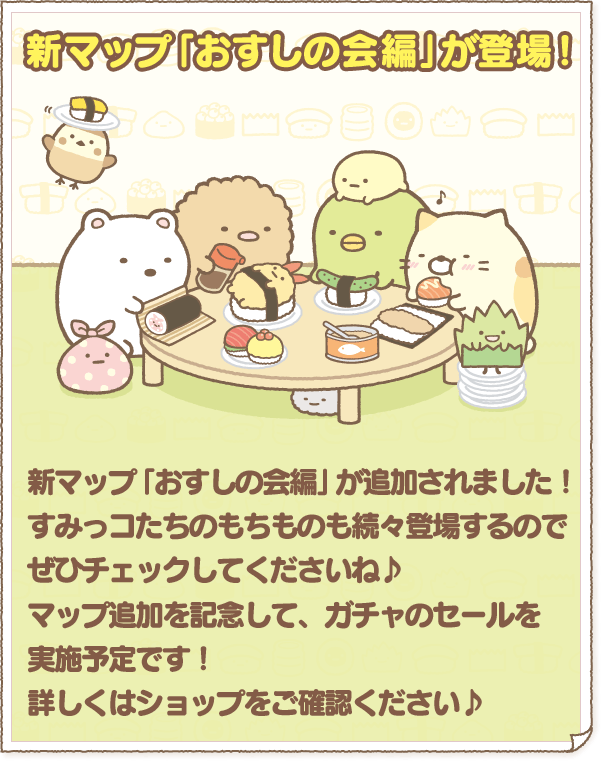 新マップ「おすしの会編」が登場！
新マップ「おすしの会編」が追加されました！
すみっコたちのもちものも続々登場するので
ぜひチェックしてくださいね♪
マップ追加を記念して、ガチャのセールを
実施予定です！
詳しくはショップをご確認ください♪